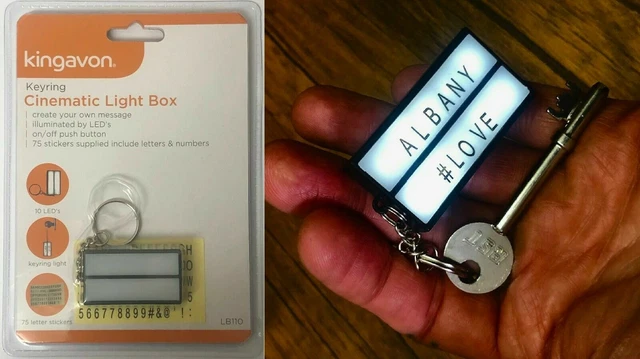 kingavon®
Keyring
Cinematic Light Box
create your own message
illuminated by LED's
on/off push button
75 stickers supplied include letters & numbers
10 LED's
keyring light
75 letter stickers
566778899#&@'!:
LB110
ALBANY
#LOVE